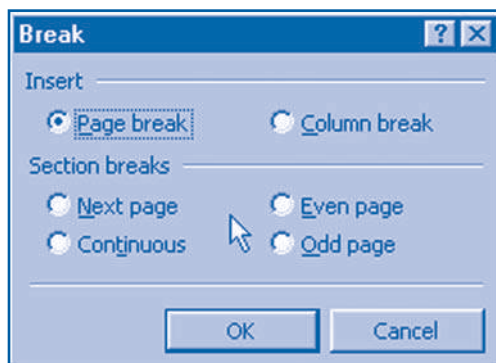 Break ? X
Insert
Page break Column break
Section breaks
Next page Even page
Continuous Odd page
OK Cancel